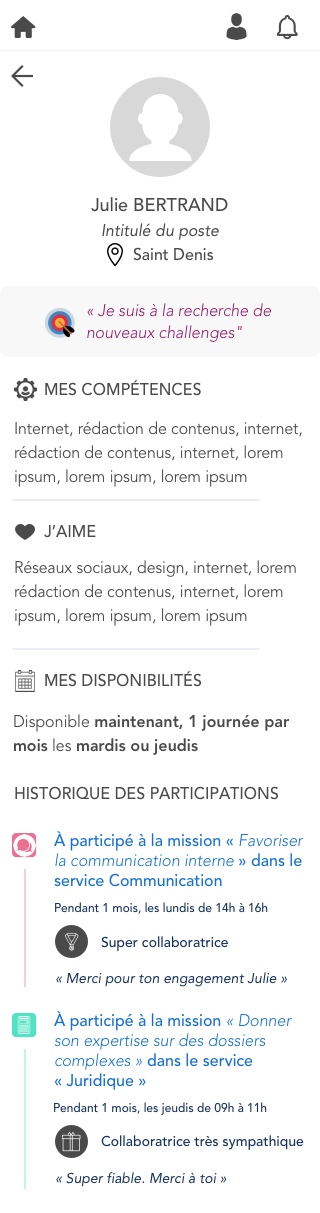 Julie BERTRAND
Intitulé du poste
Saint Denis
« Je suis à la recherche de
nouveaux challenges"
MES COMPÉTENCES
Internet, rédaction de contenus, internet,
rédaction de contenus, internet, lorem
ipsum, lorem ipsum, lorem ipsum
J’AIME
Réseaux sociaux, design, internet, lorem
rédaction de contenus, internet, lorem
ipsum, lorem ipsum, lorem ipsum
MES DISPONIBILITÉS
Disponible maintenant, 1 journée par
mois les mardis ou jeudis
HISTORIQUE DES PARTICIPATIONS
À participé à la mission « Favoriser
la communication interne » dans le
service Communication
Pendant 1 mois, les lundis de 14h à 16h
Super collaboratrice
« Merci pour ton engagement Julie »
À participé à la mission « Donner
son expertise sur des dossiers
complexes » dans le service
« Juridique »
Pendant 1 mois, les jeudis de 09h à 11h
Collaboratrice très sympathique
« Super fiable. Merci à toi »